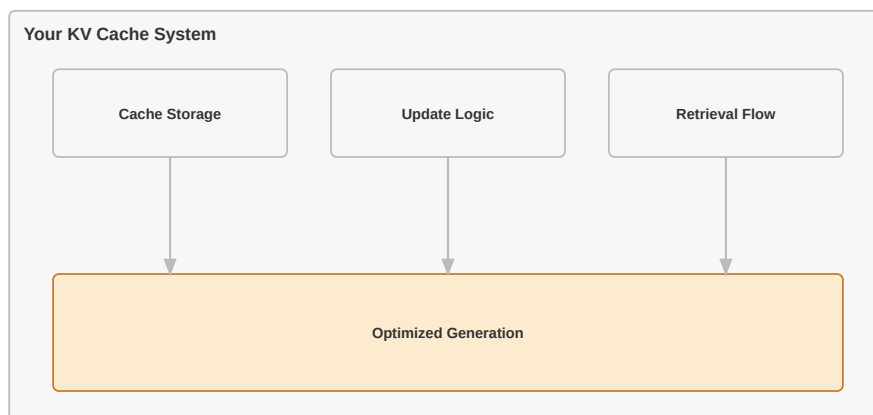 Your KV Cache System
Cache Storage
Update Logic
Retrieval Flow
Optimized Generation